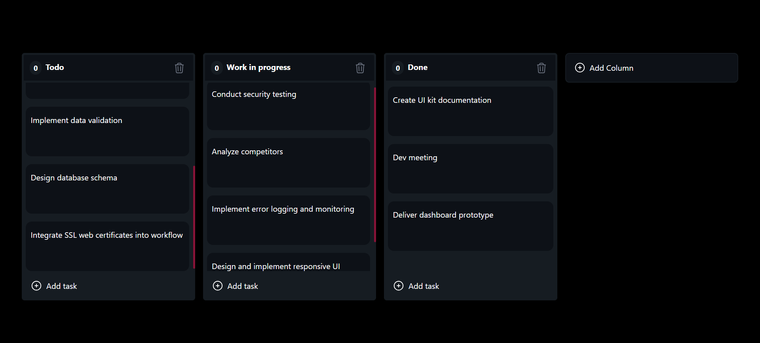 0 Todo
Implement data validation
Design database schema
Integrate SSL web certificates into workflow
Add task
0 Work in progress
Conduct security testing
Analyze competitors
Implement error logging and monitoring
Design and implement responsive UI
Add task
0 Done
Create UI kit documentation
Dev meeting
Deliver dashboard prototype
Add task
Add Column